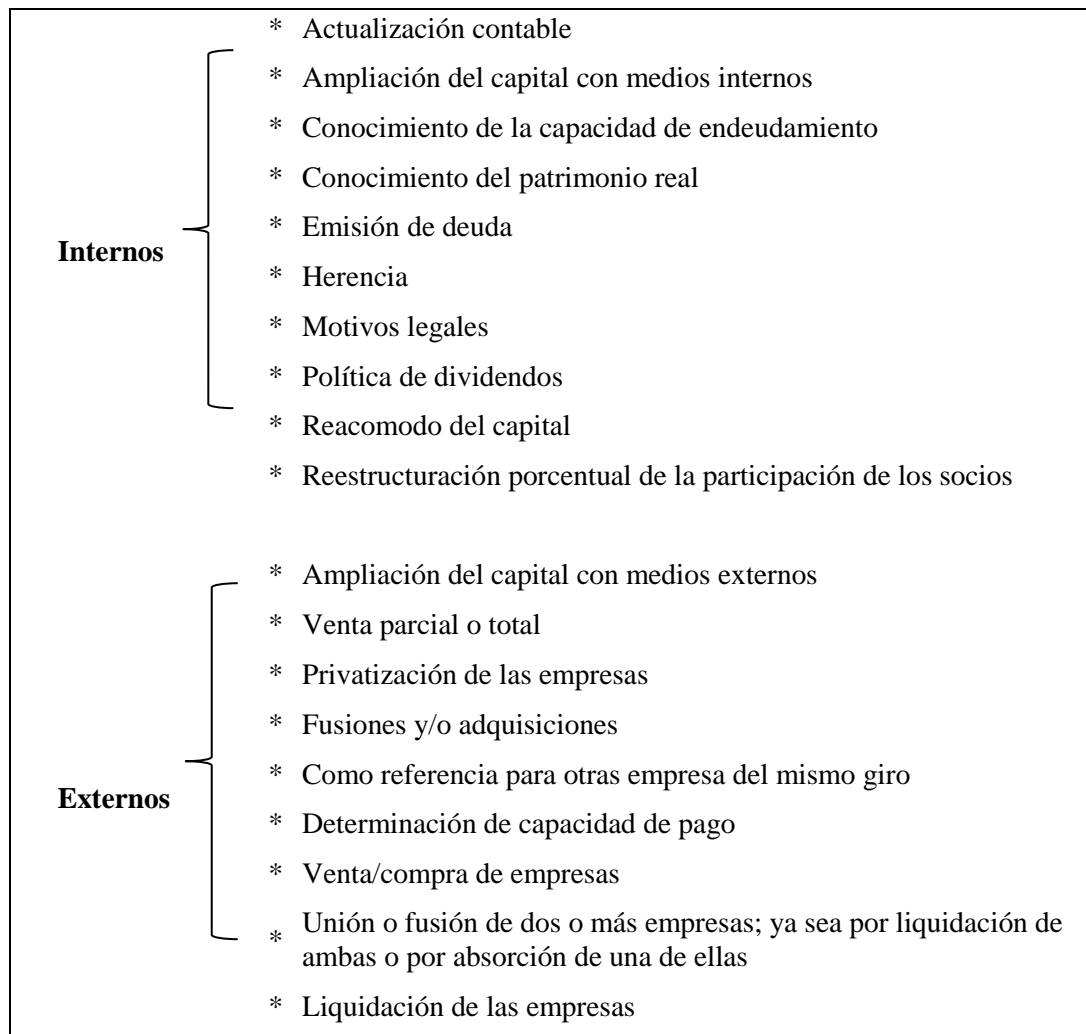 * Actualización contable
* Ampliación del capital con medios internos
* Conocimiento de la capacidad de endeudamiento
* Conocimiento del patrimonio real
* Emisión de deuda
Internos
* Herencia
* Motivos legales
* Política de dividendos
* Reacomodo del capital
* Reestructuración porcentual de la participación de los socios
* Ampliación del capital con medios externos
* Venta parcial o total
* Privatización de las empresas
* Fusiones y/o adquisiciones
* Como referencia para otras empresa del mismo giro
Externos
* Determinación de capacidad de pago
* Venta/compra de empresas
* Unión o fusión de dos o más empresas; ya sea por liquidación de
ambas o por absorción de una de ellas
* Liquidación de las empresas